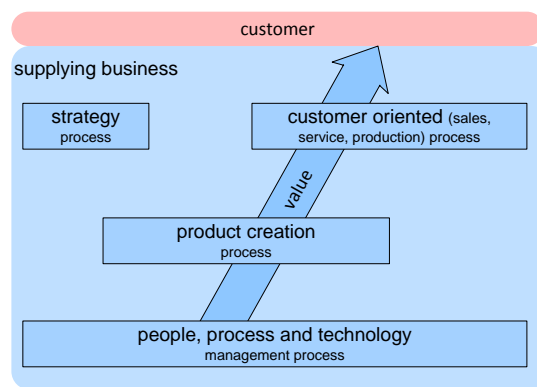 customer
supplying business
strategy
process
customer oriented (sales,
service, production) process
value
product creation
process
people, process and technology
management process